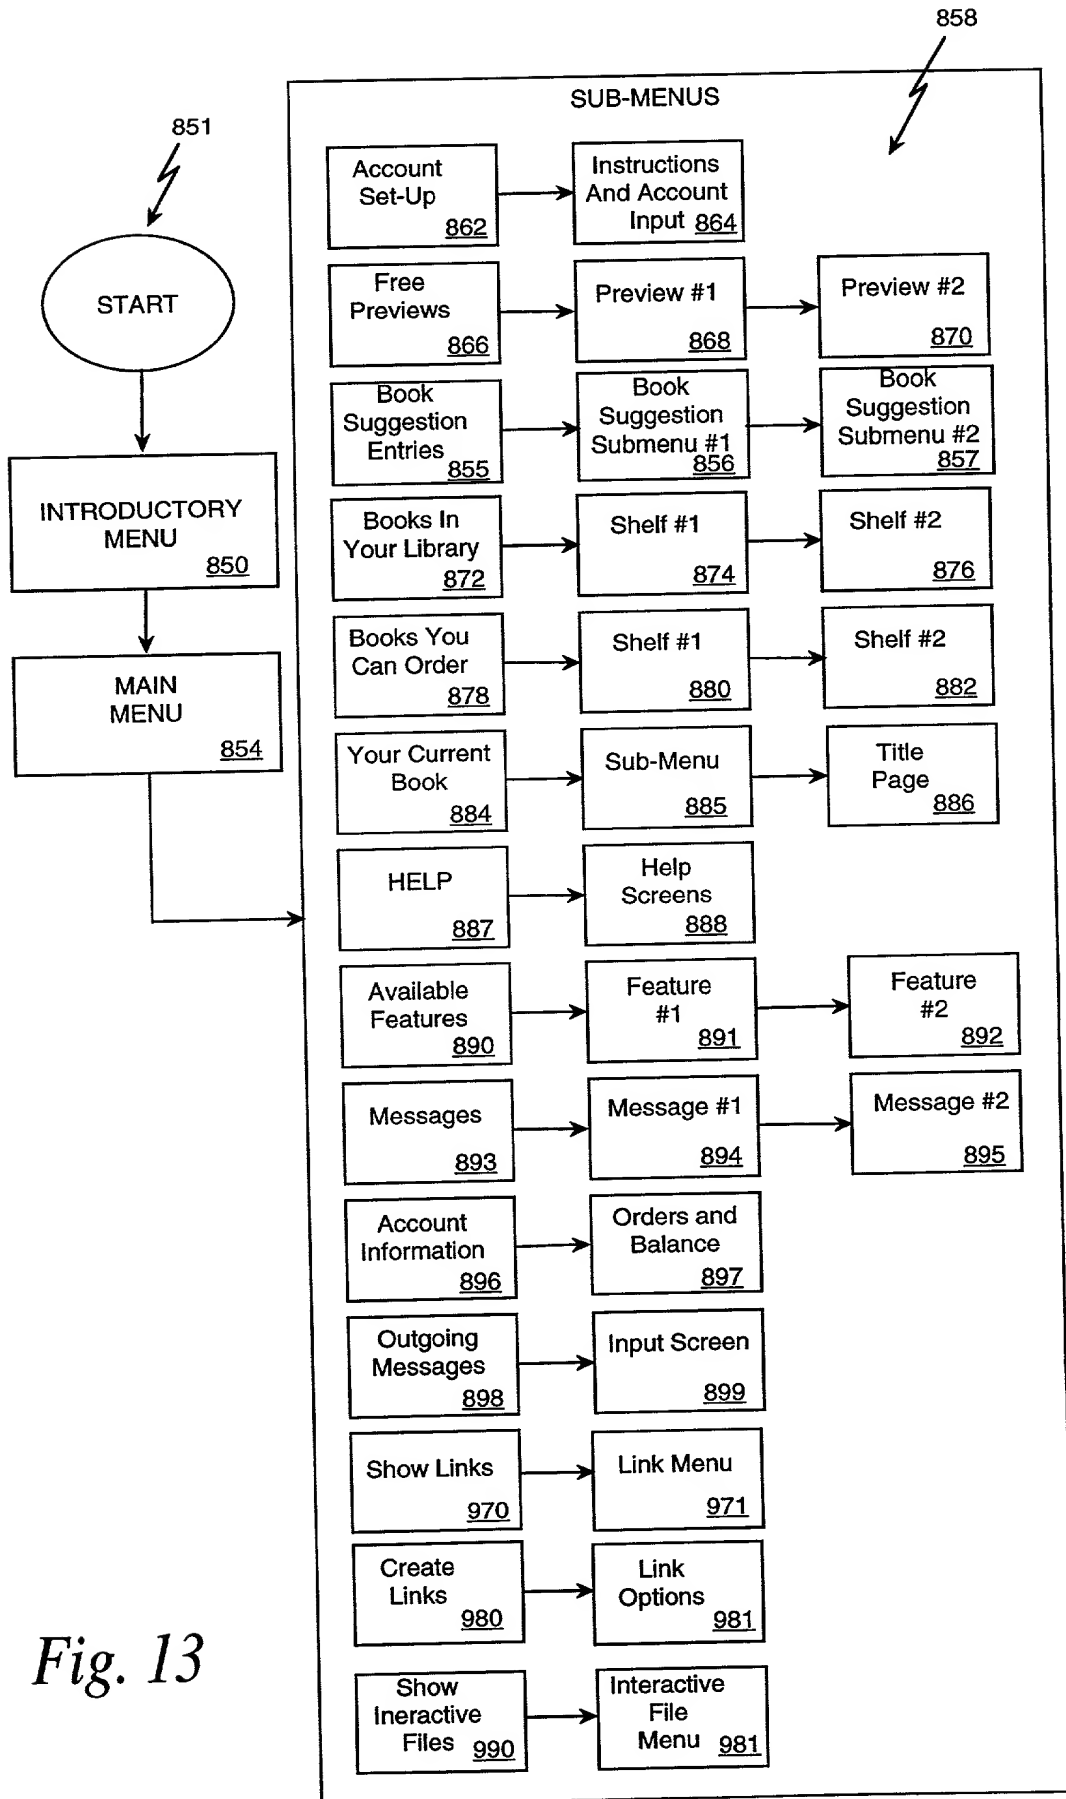 858
SUB-MENUS
851
START
INTRODUCTORY
MENU
850
MAIN
MENU
854
Account
Set-Up
862
Instructions
And Account
Input 864
Free
Previews
866
Preview #1
868
Preview #2
870
Book
Suggestion
Entries
855
Book
Suggestion
Submenu #1
856
Book
Suggestion
Submenu #2
857
Books In
Your Library
872
Shelf #1
874
Shelf #2
876
Books You
Can Order
878
Shelf #1
880
Shelf #2
882
Your Current
Book
884
Sub-Menu
885
Title
Page
886
HELP
887
Help
Screens
888
Available
Features
890
Feature
#1
891
Feature
#2
892
Messages
893
Message #1
894
Message #2
895
Account
Information
896
Orders and
Balance
897
Outgoing
Messages
898
Input Screen
899
Show Links
970
Link Menu
971
Create
Links
980
Link
Options
981
Show
Ineractive
Files 990
Interactive
File
Menu 981
Fig. 13